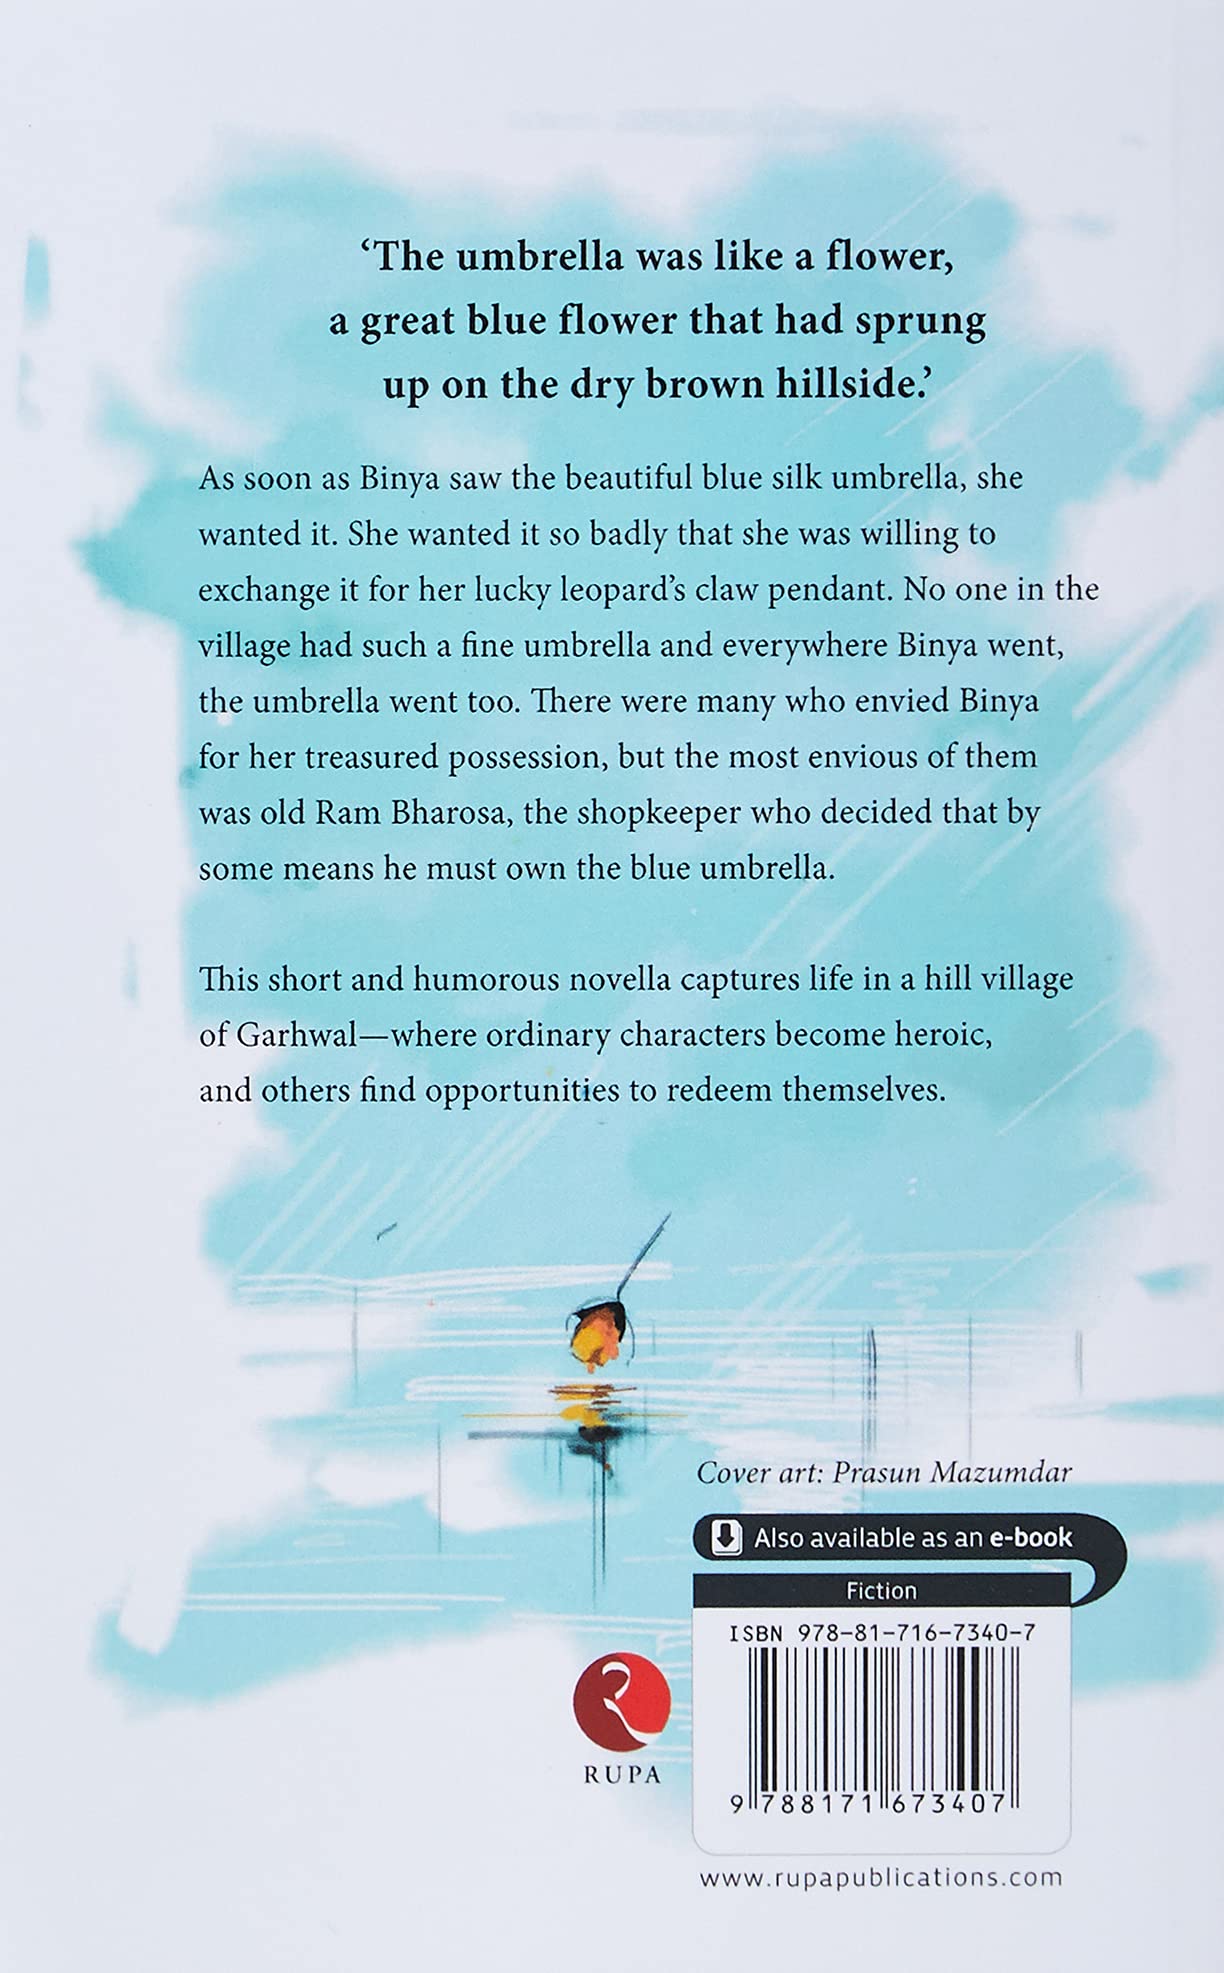 ‘The umbrella was like a flower,
a great blue flower that had sprung
up on the dry brown hillside.’
As soon as Binya saw the beautiful blue silk umbrella, she
wanted it. She wanted it so badly that she was willing to
exchange it for her lucky leopard’s claw pendant. No one in the
village had such a fine umbrella and everywhere Binya went,
the umbrella went too. There were many who envied Binya
for her treasured possession, but the most envious of them
was old Ram Bharosa, the shopkeeper who decided that by
some means he must own the blue umbrella.
This short and humorous novella captures life in a hill village
of Garhwal—where ordinary characters become heroic,
and others find opportunities to redeem themselves.
Cover art: Prasun Mazumdar
Also available as an e-book
Fiction
ISBN 978-81-716-7340-7
9 788171 673407
RUPA
www.rupapublications.com